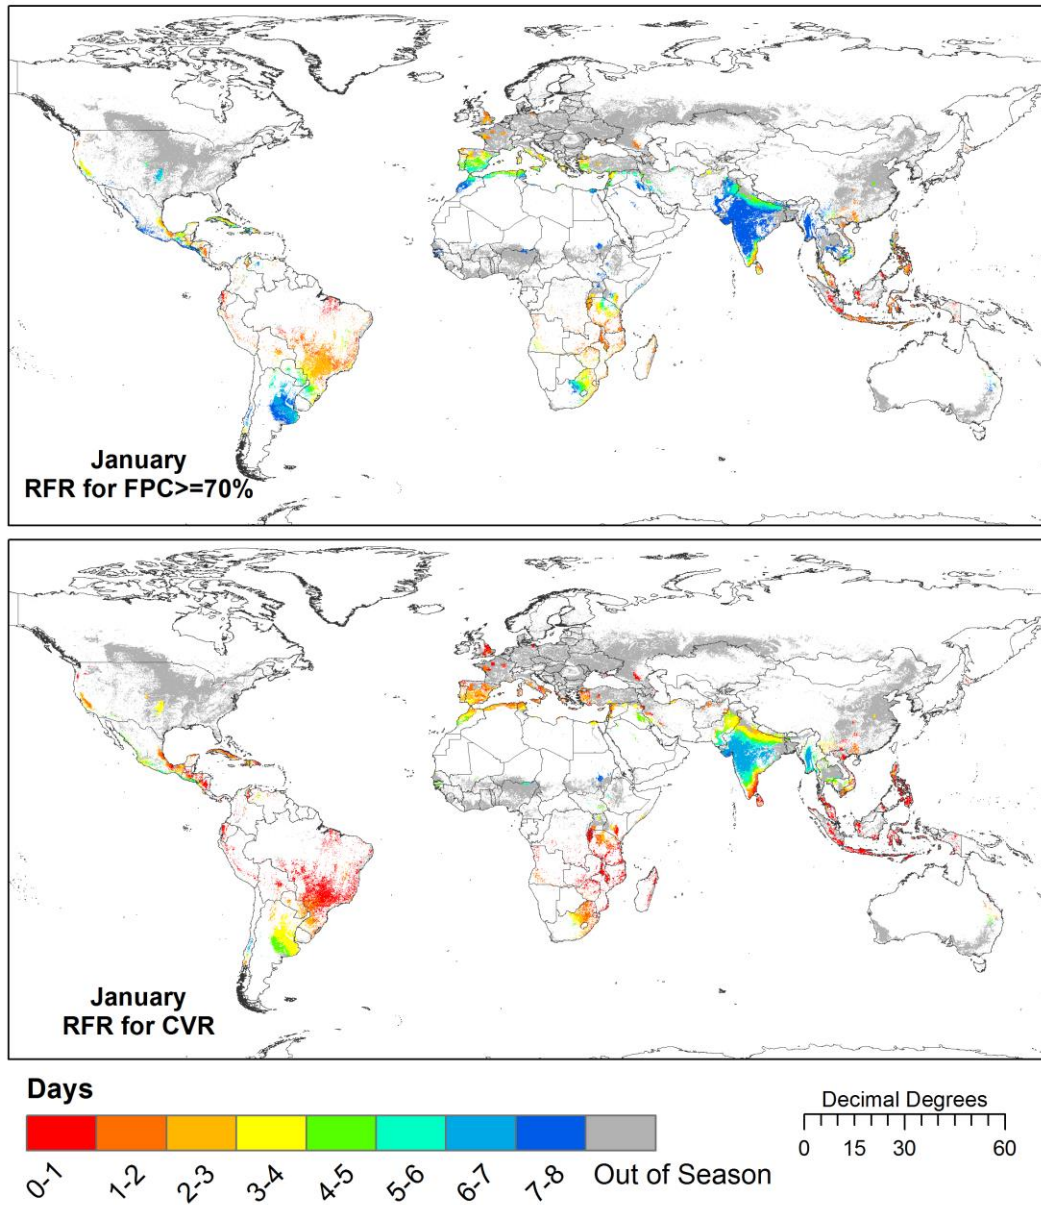 January
RFR for FPC>=70%
January
RFR for CVR
Days
0-1 1-2 2-3 3-4 4-5 5-6 6-7 7-8 Out of Season
Decimal Degrees
0 15 30 60